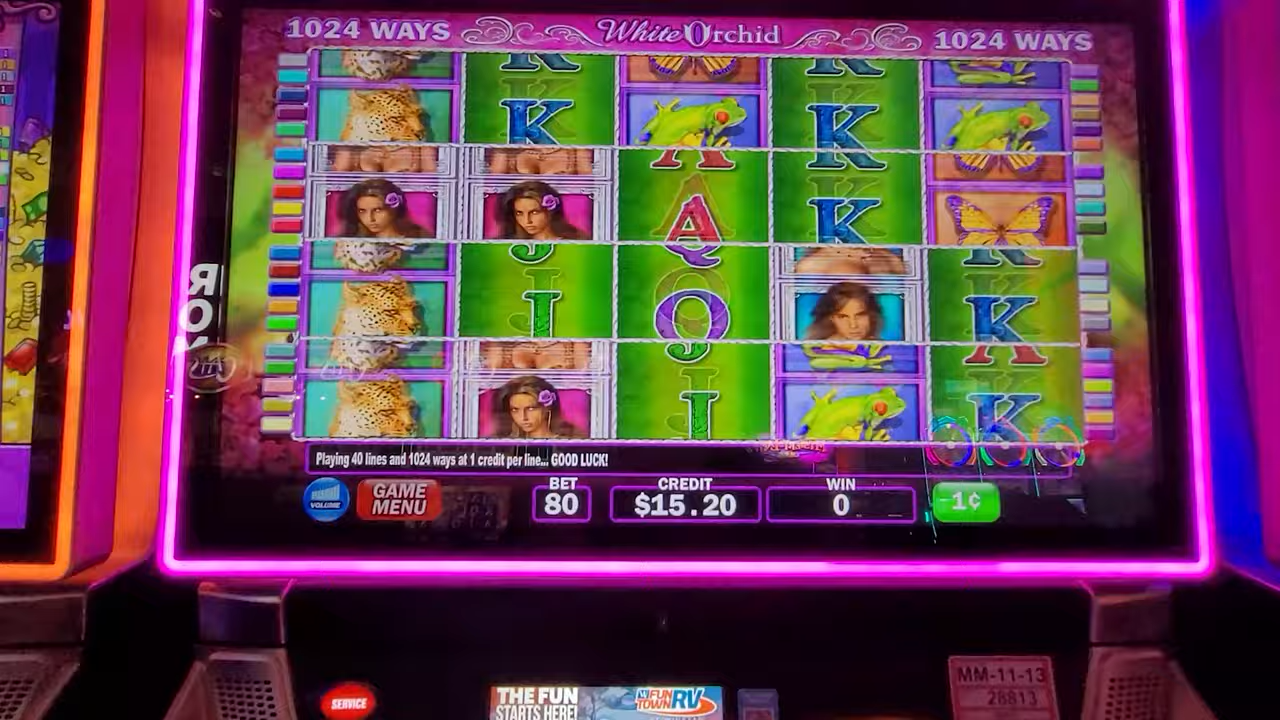 1024 WAYS White Orchid 1024 WAYS
K K
K K
A K
A K
Q K
J
J Q K
J A
J K
Playing 40 lines and 1024 ways at 1 credit per line... GOOD LUCK!
VOLUME
GAME MENU
BET CREDIT WIN
80 $15.20 0 1¢
SERVICE
THE FUN STARTS HERE!
FUN TOWN RV
MM-11-13
28813